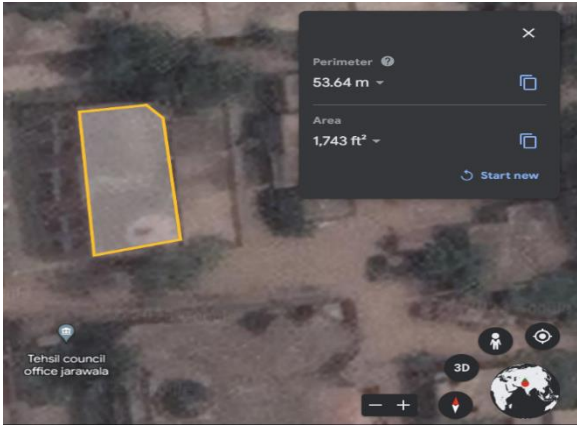 Perimeter
53.64 m
Area
1,743 ft²
Start new
Tehsil council
office jarawala
3D